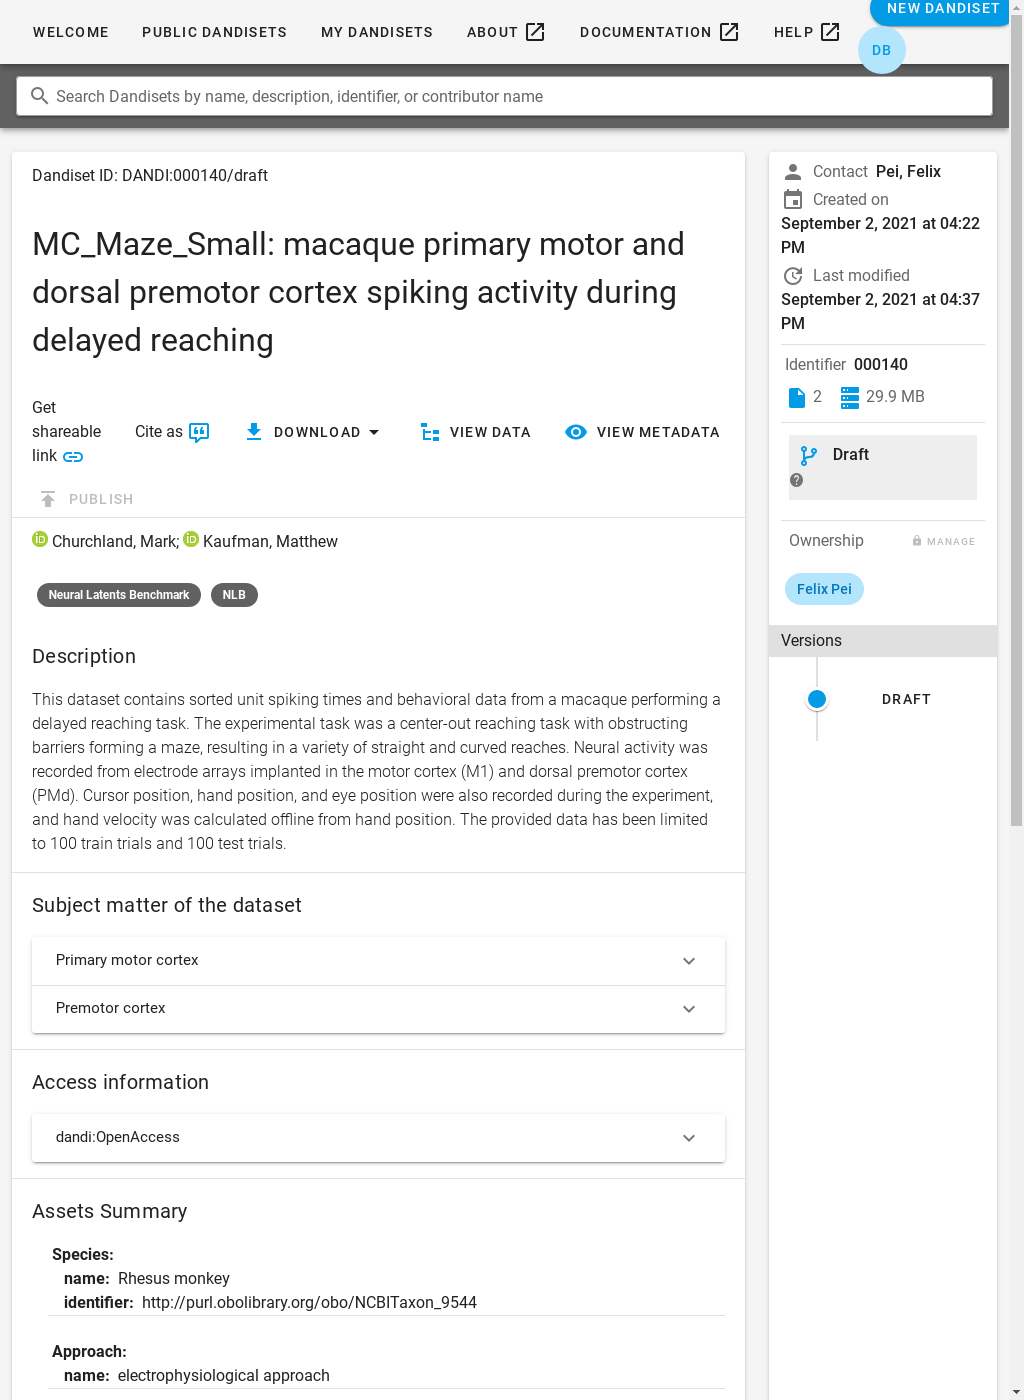 WELCOME PUBLIC DANDISETS MY DANDISETS ABOUT DOCUMENTATION HELP NEW DANDISET
DB
Search Dandisets by name, description, identifier, or contributor name
Dandiset ID: DANDI:000140/draft
MC_Maze_Small: macaque primary motor and
dorsal premotor cortex spiking activity during
delayed reaching
Get
shareable
link
Cite as
DOWNLOAD
VIEW DATA
VIEW METADATA
PUBLISH
iD Churchland, Mark; iD Kaufman, Matthew
Neural Latents Benchmark NLB
Description
This dataset contains sorted unit spiking times and behavioral data from a macaque performing a
delayed reaching task. The experimental task was a center-out reaching task with obstructing
barriers forming a maze, resulting in a variety of straight and curved reaches. Neural activity was
recorded from electrode arrays implanted in the motor cortex (M1) and dorsal premotor cortex
(PMd). Cursor position, hand position, and eye position were also recorded during the experiment,
and hand velocity was calculated offline from hand position. The provided data has been limited
to 100 train trials and 100 test trials.
Subject matter of the dataset
Primary motor cortex
Premotor cortex
Access information
dandi:OpenAccess
Assets Summary
Species:
name: Rhesus monkey
identifier: http://purl.obolibrary.org/obo/NCBITaxon_9544
Approach:
name: electrophysiological approach
Contact Pei, Felix
Created on
September 2, 2021 at 04:22
PM
Last modified
September 2, 2021 at 04:37
PM
Identifier 000140
2 29.9 MB
Draft
?
Ownership MANAGE
Felix Pei
Versions
DRAFT